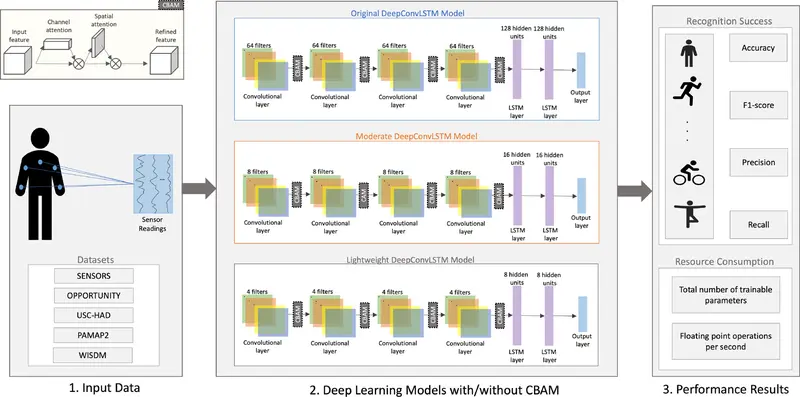 CBAM
Input feature
Channel attention
Spatial attention
Refined feature
Sensor Readings
Datasets
SENSORS
OPPORTUNITY
USC-HAD
PAMAP2
WISDM
1. Input Data
Original DeepConvLSTM Model
64 filters
64 filters
64 filters
64 filters
128 hidden units
128 hidden units
CBAM
CBAM
CBAM
CBAM
Convolutional layer
Convolutional layer
Convolutional layer
Convolutional layer
LSTM layer
LSTM layer
Output layer
Moderate DeepConvLSTM Model
8 filters
8 filters
8 filters
8 filters
16 hidden units
16 hidden units
CBAM
CBAM
CBAM
CBAM
Convolutional layer
Convolutional layer
Convolutional layer
Convolutional layer
LSTM layer
LSTM layer
Output layer
Lightweight DeepConvLSTM Model
4 filters
4 filters
4 filters
4 filters
8 hidden units
8 hidden units
CBAM
CBAM
CBAM
CBAM
Convolutional layer
Convolutional layer
Convolutional layer
Convolutional layer
LSTM layer
LSTM layer
Output layer
2. Deep Learning Models with/without CBAM
Recognition Success
Accuracy
F1-score
Precision
Recall
Resource Consumption
Total number of trainable parameters
Floating point operations per second
3. Performance Results